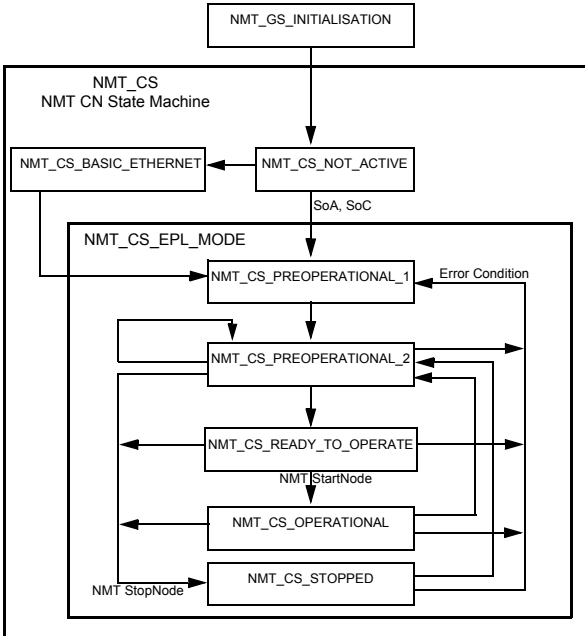 NMT_GS_INITIALISATION
NMT_CS
NMT CN State Machine
NMT_CS_BASIC_ETHERNET
NMT_CS_NOT_ACTIVE
SoA, SoC
NMT_CS_EPL_MODE
NMT_CS_PREOPERATIONAL_1
Error Condition
NMT_CS_PREOPERATIONAL_2
NMT_CS_READY_TO_OPERATE
NMT StartNode
NMT_CS_OPERATIONAL
NMT_CS_STOPPED
NMT StopNode